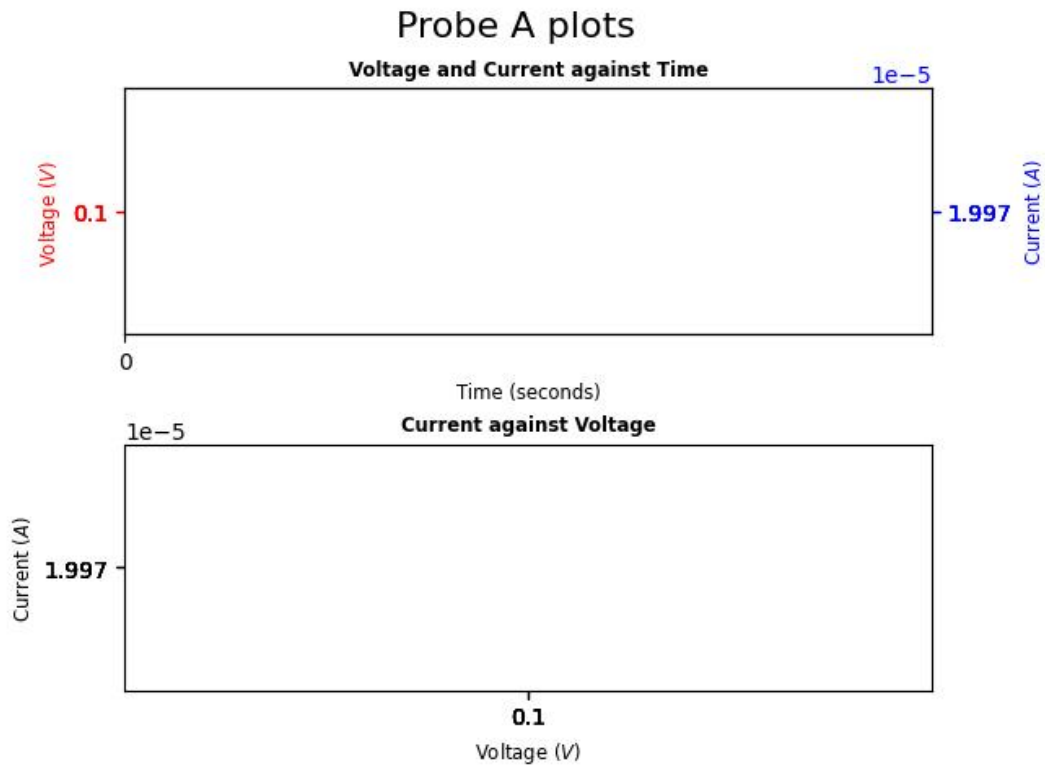 Probe A plots
Voltage and Current against Time
1e−5
Voltage (V)
0.1
1.997
Current (A)
0
Time (seconds)
Current against Voltage
1e−5
Current (A)
1.997
0.1
Voltage (V)